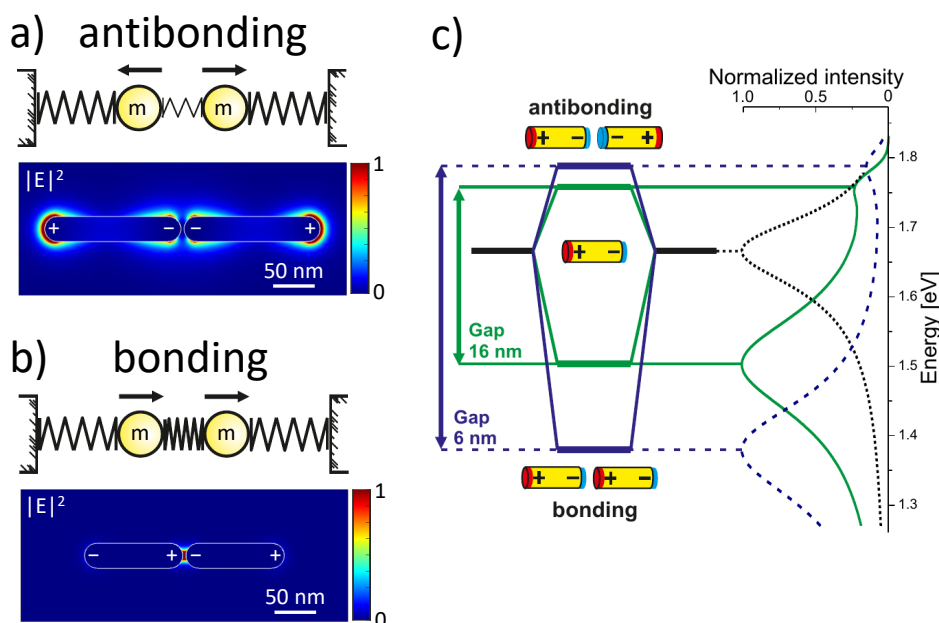 a) antibonding
m m
|E|²
1
+ − − +
50 nm
0
b) bonding
m m
|E|²
1
− + − +
50 nm
0
c)
Normalized intensity
1.0 0.5 0
antibonding
+ − − +
+ −
Gap
16 nm
Gap
6 nm
+ − + −
bonding
1.8
1.7
1.6
1.5
1.4
1.3
Energy [eV]